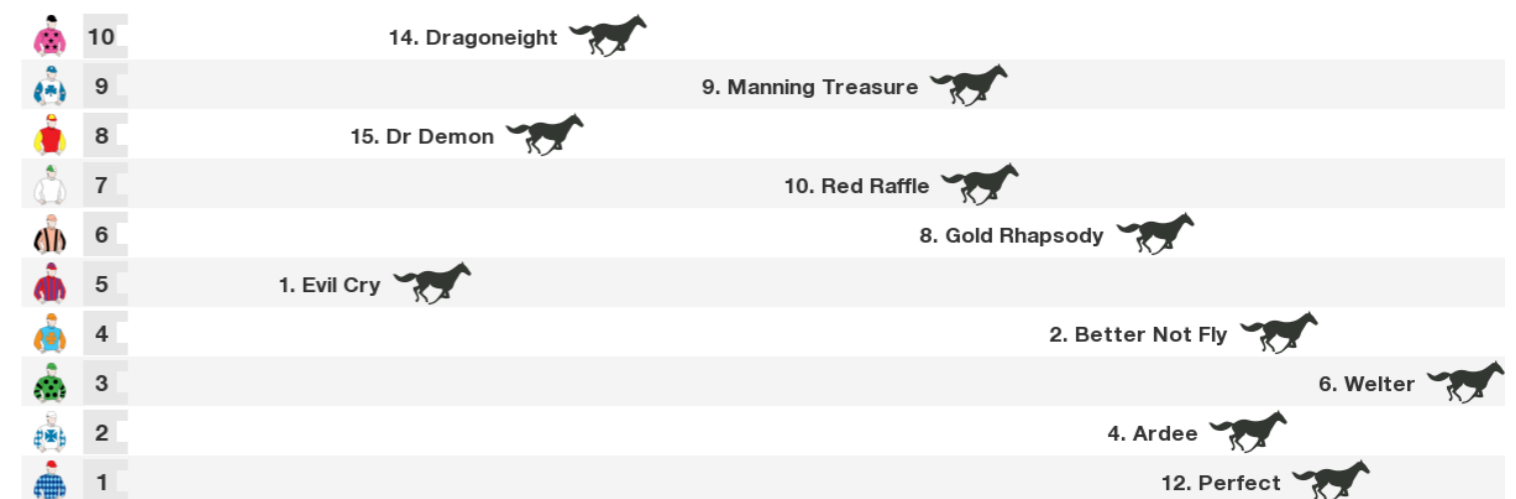 10 14. Dragoneight
9 9. Manning Treasure
8 15. Dr Demon
7 10. Red Raffle
6 8. Gold Rhapsody
5 1. Evil Cry
4 2. Better Not Fly
3 6. Welter
2 4. Ardee
1 12. Perfect